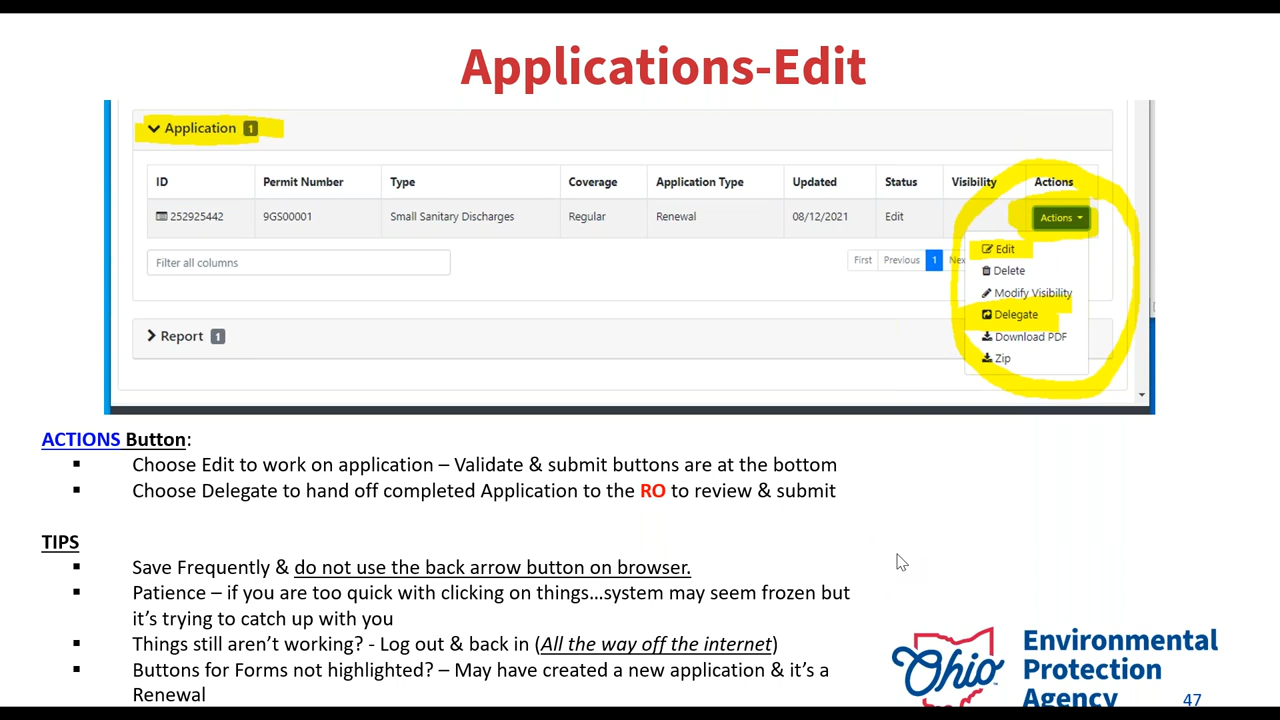 Applications-Edit
Application 1
ID Permit Number Type Coverage Application Type Updated Status Visibility Actions
252925442 9GS00001 Small Sanitary Discharges Regular Renewal 08/12/2021 Edit Actions
Filter all columns First Previous 1 Nex
Edit
Delete
Modify Visibility
Delegate
Download PDF
Zip
Report 1
ACTIONS Button:
▪ Choose Edit to work on application – Validate & submit buttons are at the bottom
▪ Choose Delegate to hand off completed Application to the RO to review & submit
TIPS
▪ Save Frequently & do not use the back arrow button on browser.
▪ Patience – if you are too quick with clicking on things...system may seem frozen but
it's trying to catch up with you
▪ Things still aren't working? - Log out & back in (All the way off the internet)
▪ Buttons for Forms not highlighted? – May have created a new application & it's a
Renewal
Ohio
Environmental
Protection
Agency
47